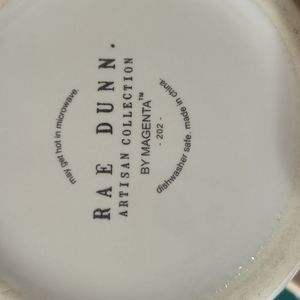 RAE DUNN.
ARTISAN COLLECTION
BY MAGENTA™
- 202 -
may get hot in microwave.
dishwasher safe. made in china.